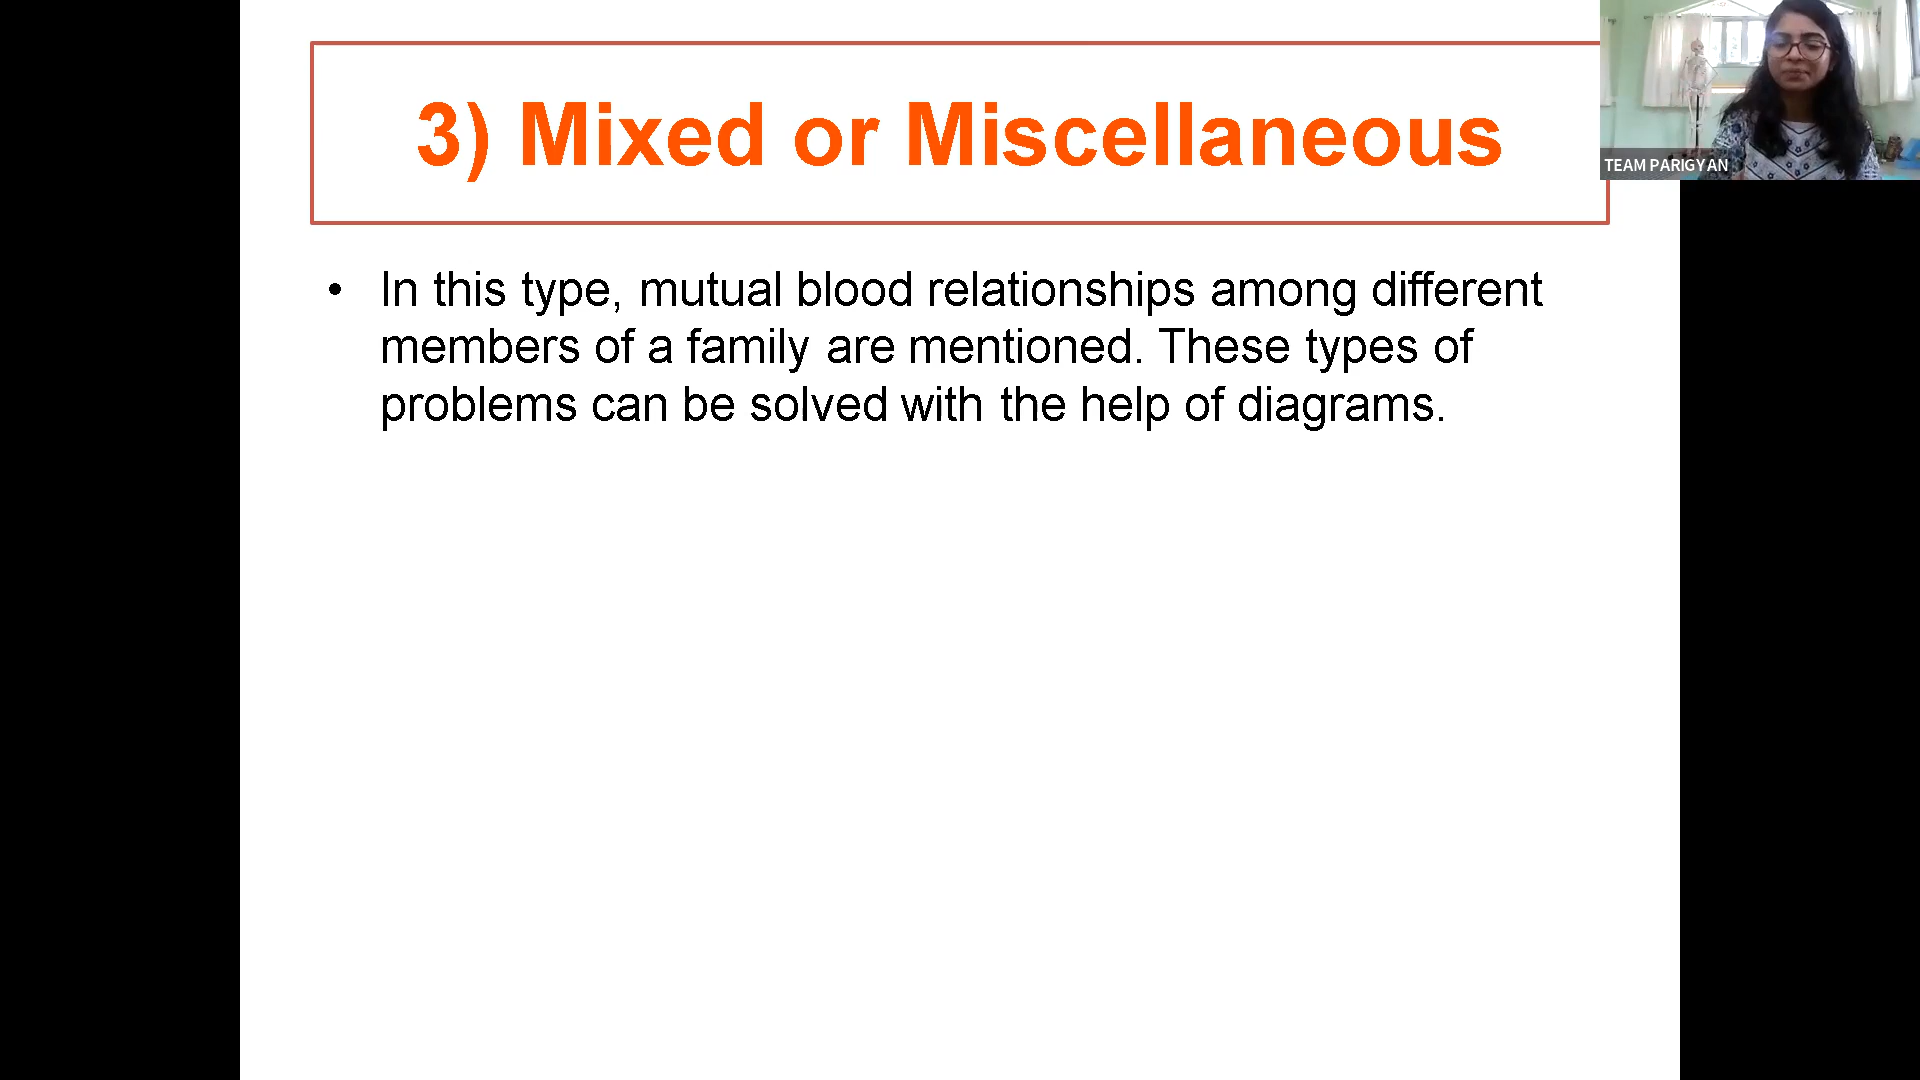 3) Mixed or Miscellaneous
TEAM PARIGYAN
• In this type, mutual blood relationships among different
members of a family are mentioned. These types of
problems can be solved with the help of diagrams.